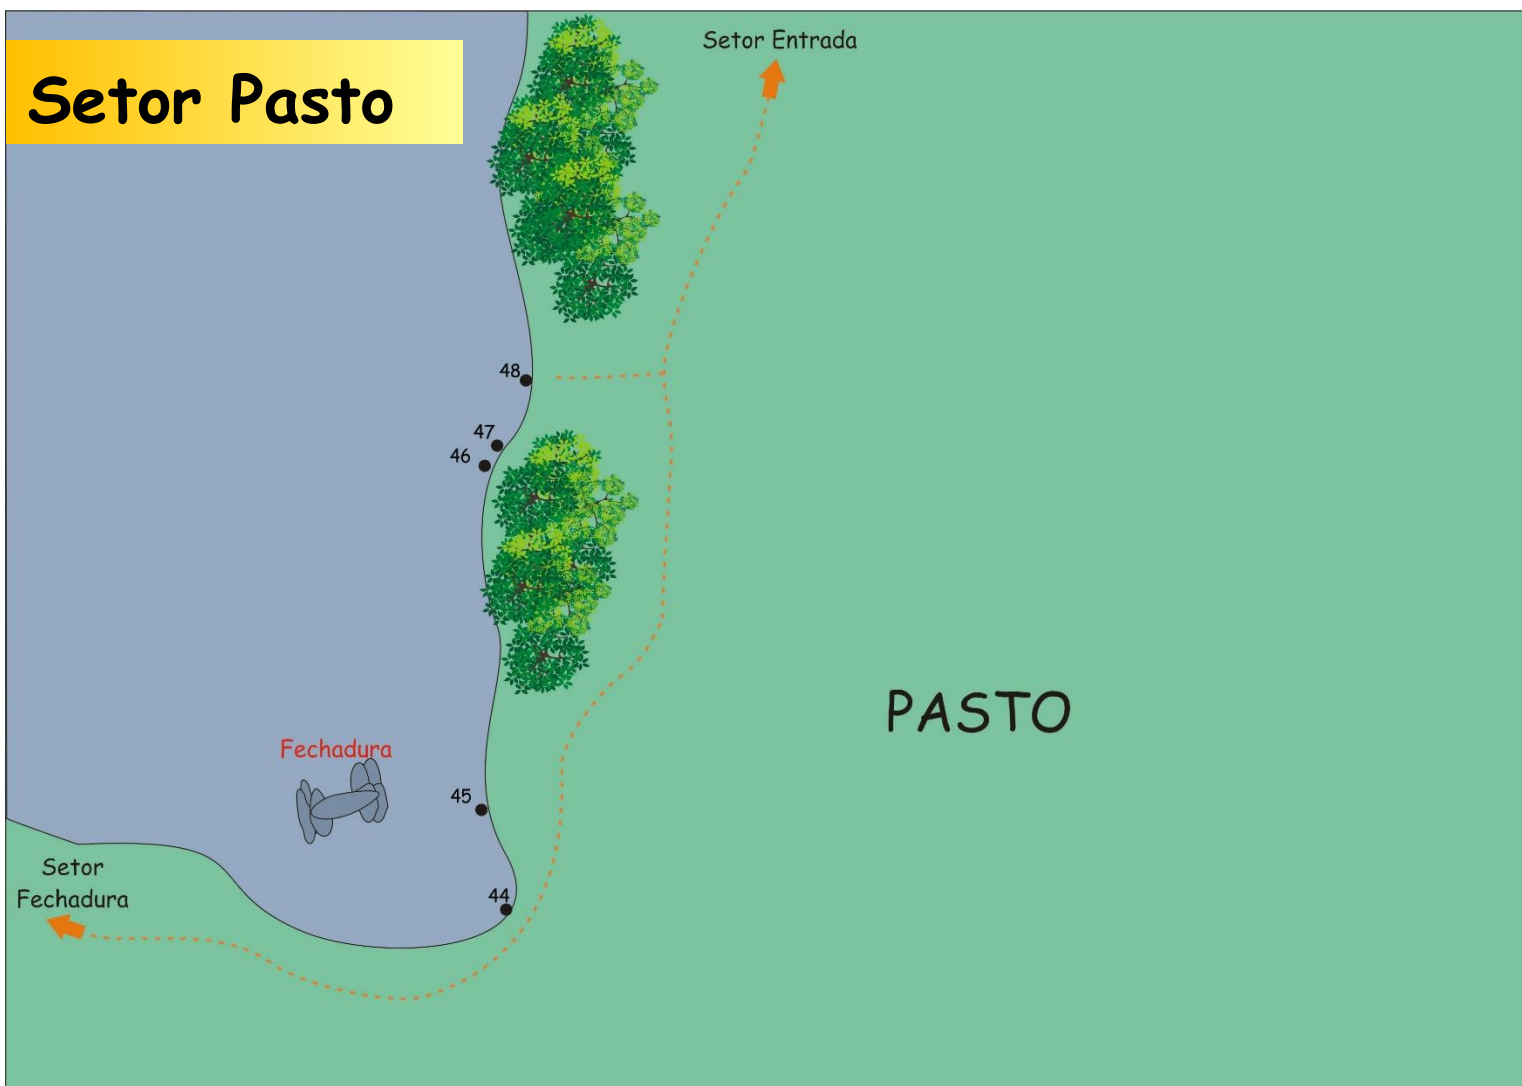 Setor Pasto
Setor Entrada
48
47
46
PASTO
Fechadura
45
Setor
Fechadura
44